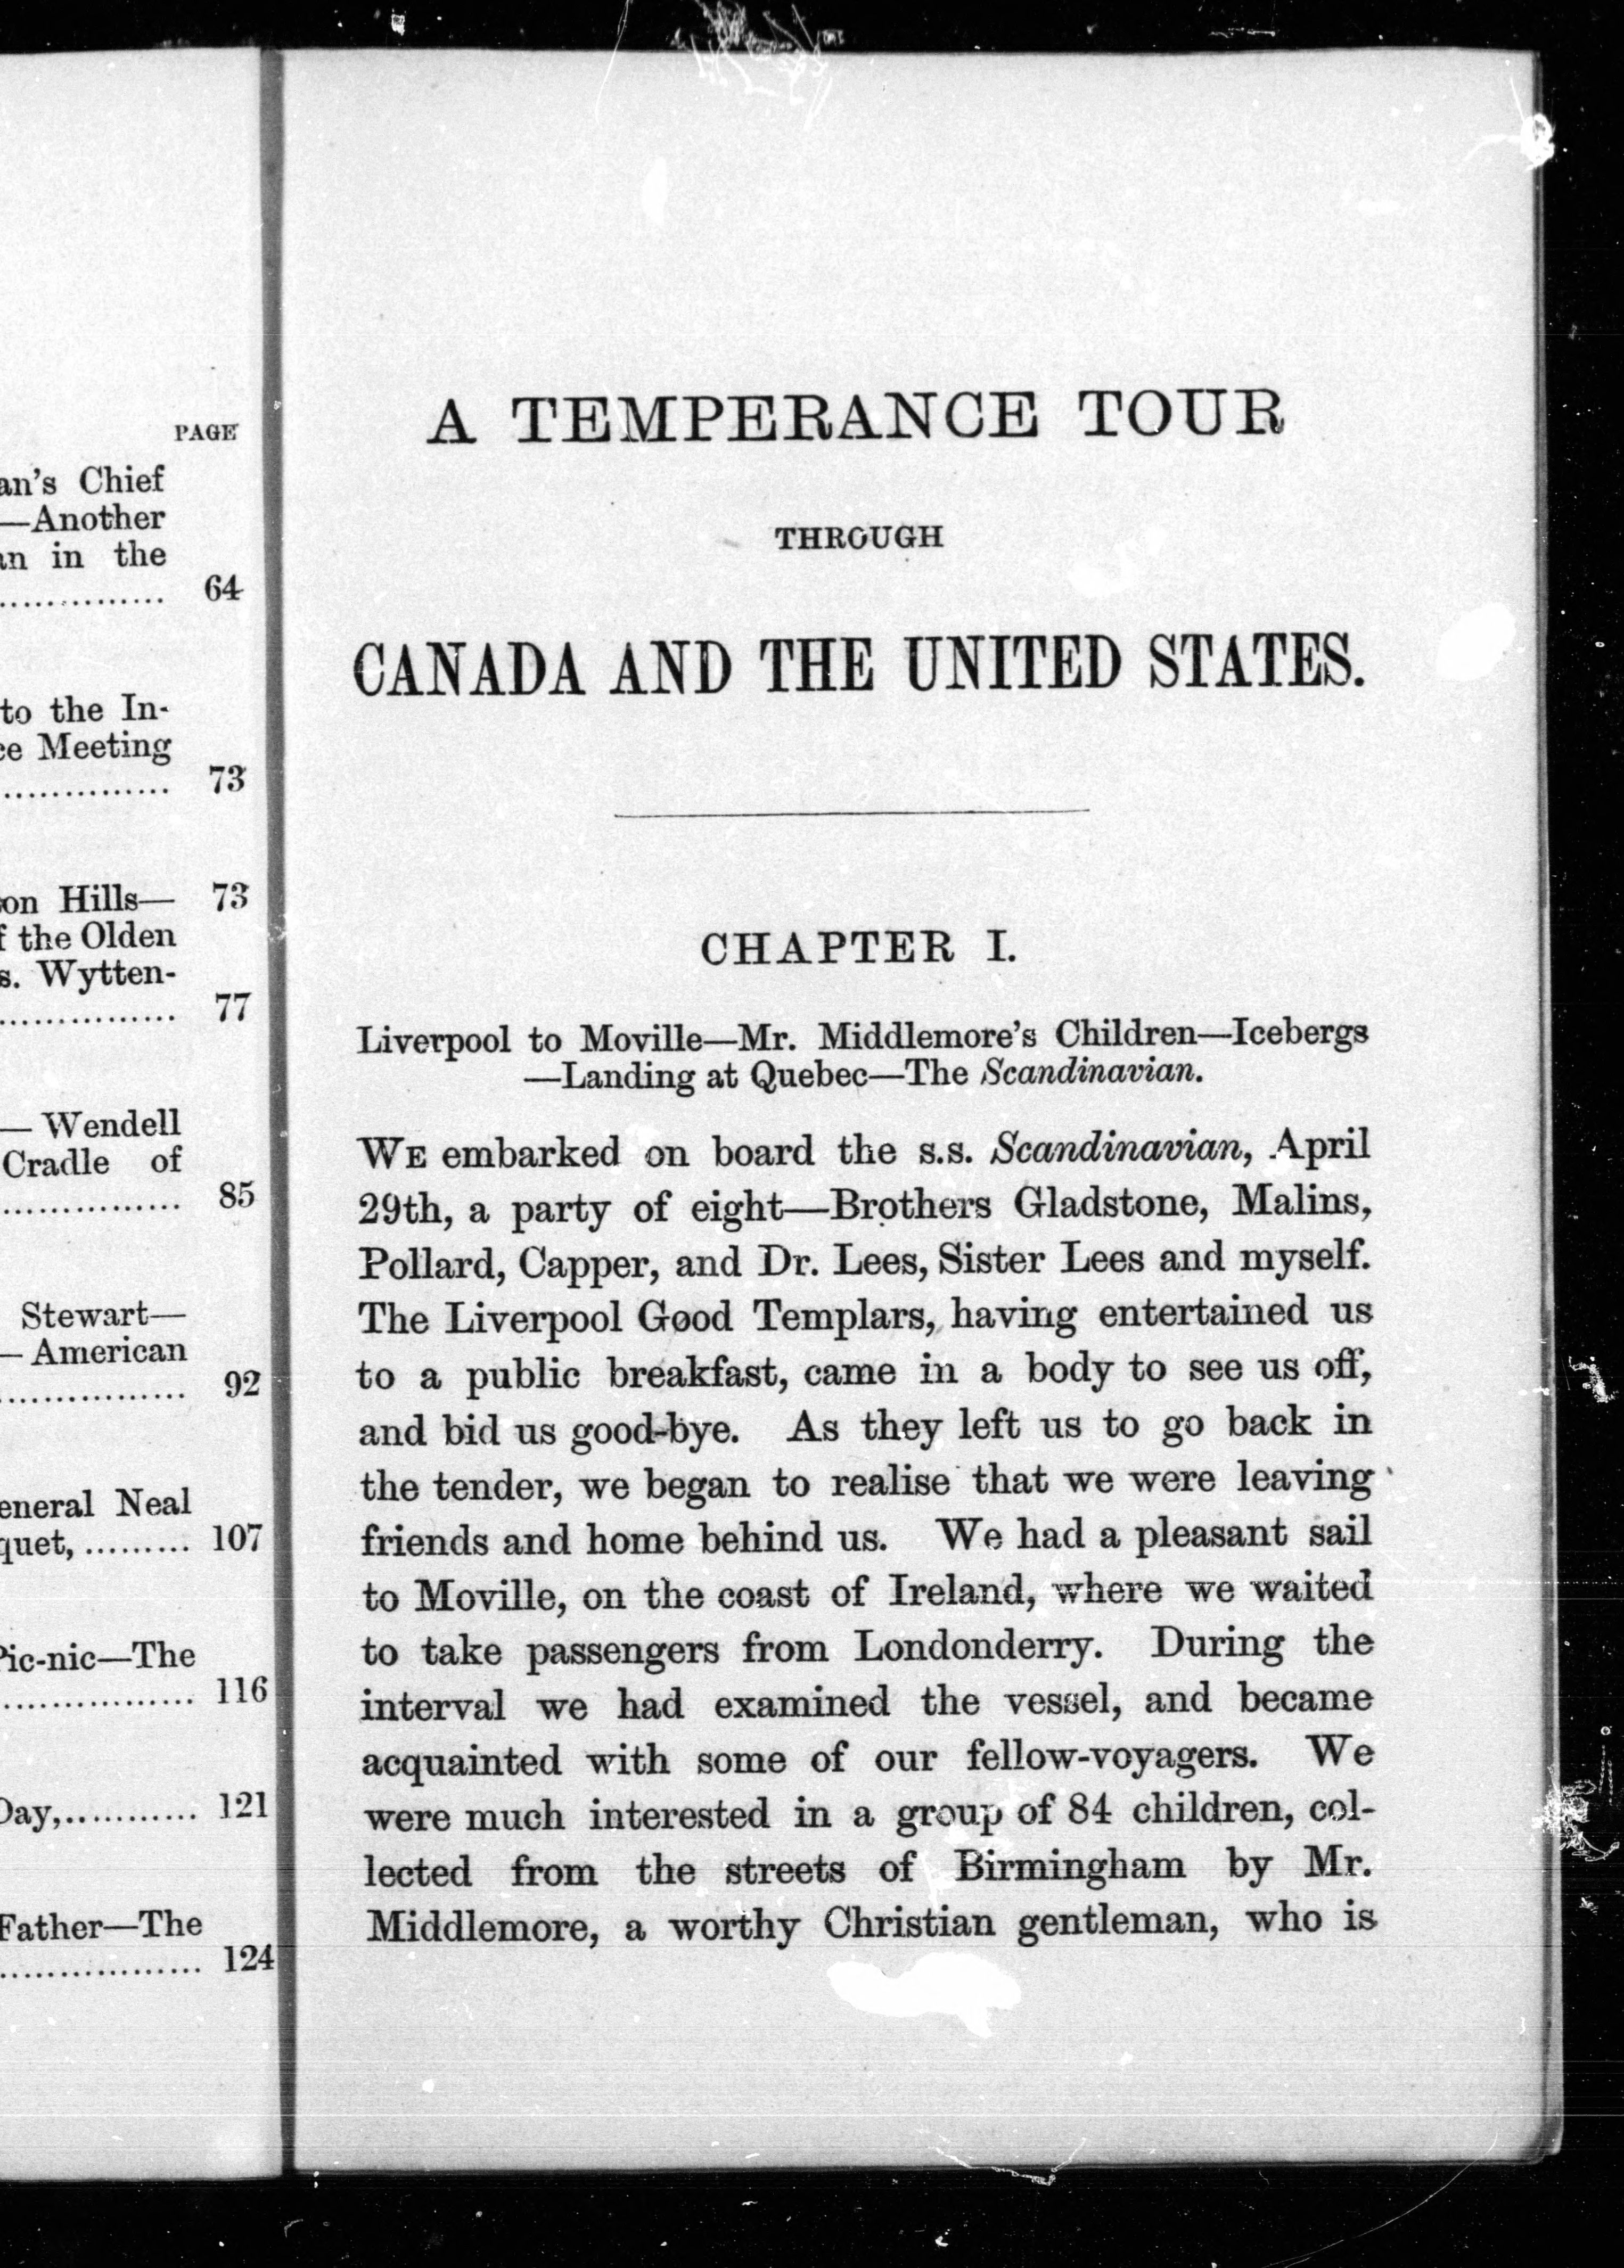 PAGE
an's Chief
—Another
an in the
.............. 64
to the In-
ce Meeting
.............. 73
on Hills— 73
f the Olden
s. Wytten-
............... 77
— Wendell
Cradle of
............... 85
Stewart—
— American
............... 92
eneral Neal
quet, ......... 107
Pic-nic—The
................ 116
Day,........... 121
Father—The
................. 124
A TEMPERANCE TOUR
THROUGH
CANADA AND THE UNITED STATES.
CHAPTER I.
Liverpool to Moville—Mr. Middlemore's Children—Icebergs
—Landing at Quebec—The Scandinavian.
WE embarked on board the s.s. Scandinavian, April
29th, a party of eight—Brothers Gladstone, Malins,
Pollard, Capper, and Dr. Lees, Sister Lees and myself.
The Liverpool Good Templars, having entertained us
to a public breakfast, came in a body to see us off,
and bid us good-bye. As they left us to go back in
the tender, we began to realise that we were leaving
friends and home behind us. We had a pleasant sail
to Moville, on the coast of Ireland, where we waited
to take passengers from Londonderry. During the
interval we had examined the vessel, and became
acquainted with some of our fellow-voyagers. We
were much interested in a group of 84 children, col-
lected from the streets of Birmingham by Mr.
Middlemore, a worthy Christian gentleman, who is